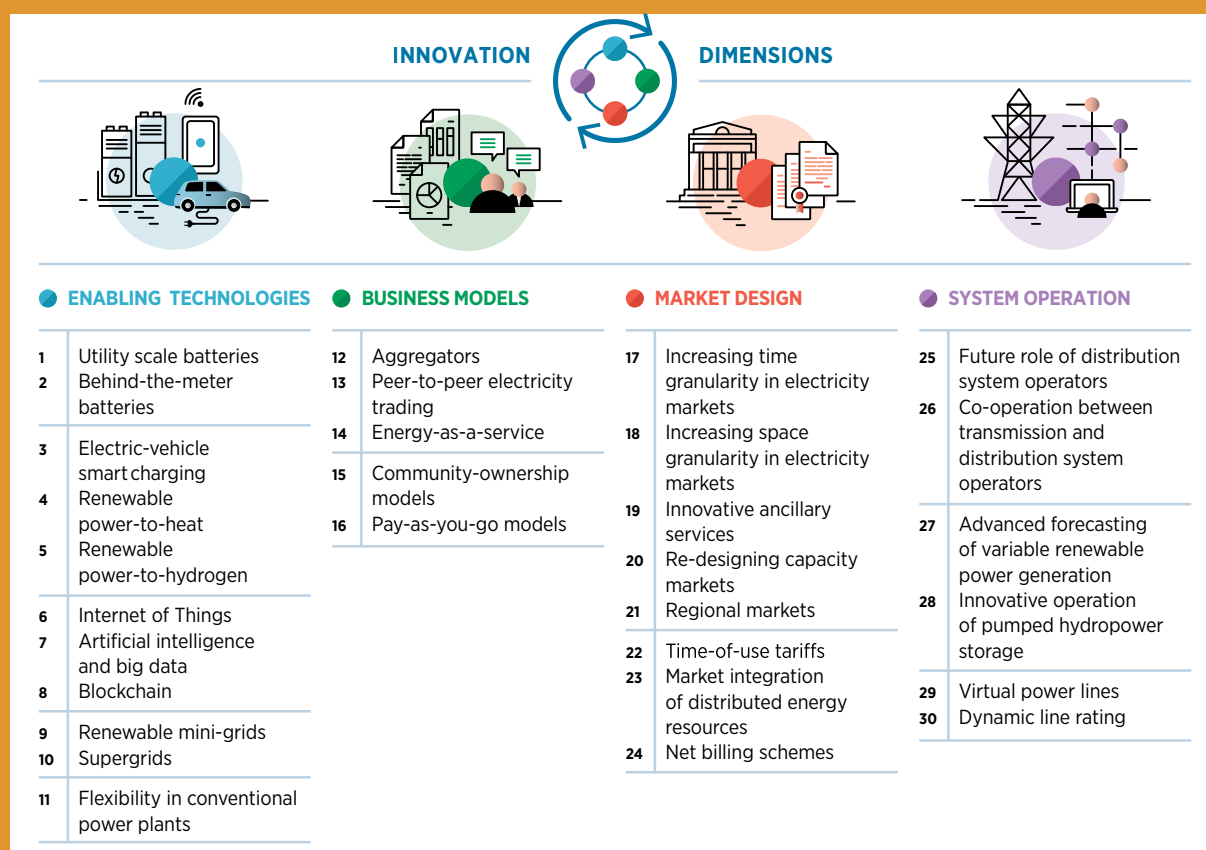 INNOVATION DIMENSIONS
ENABLING TECHNOLOGIES
1 Utility scale batteries
2 Behind-the-meter
batteries
3 Electric-vehicle
smart charging
4 Renewable
power-to-heat
5 Renewable
power-to-hydrogen
6 Internet of Things
7 Artificial intelligence
and big data
8 Blockchain
9 Renewable mini-grids
10 Supergrids
11 Flexibility in conventional
power plants
BUSINESS MODELS
12 Aggregators
13 Peer-to-peer electricity
trading
14 Energy-as-a-service
15 Community-ownership
models
16 Pay-as-you-go models
MARKET DESIGN
17 Increasing time
granularity in electricity
markets
18 Increasing space
granularity in electricity
markets
19 Innovative ancillary
services
20 Re-designing capacity
markets
21 Regional markets
22 Time-of-use tariffs
23 Market integration
of distributed energy
resources
24 Net billing schemes
SYSTEM OPERATION
25 Future role of distribution
system operators
26 Co-operation between
transmission and
distribution system
operators
27 Advanced forecasting
of variable renewable
power generation
28 Innovative operation
of pumped hydropower
storage
29 Virtual power lines
30 Dynamic line rating